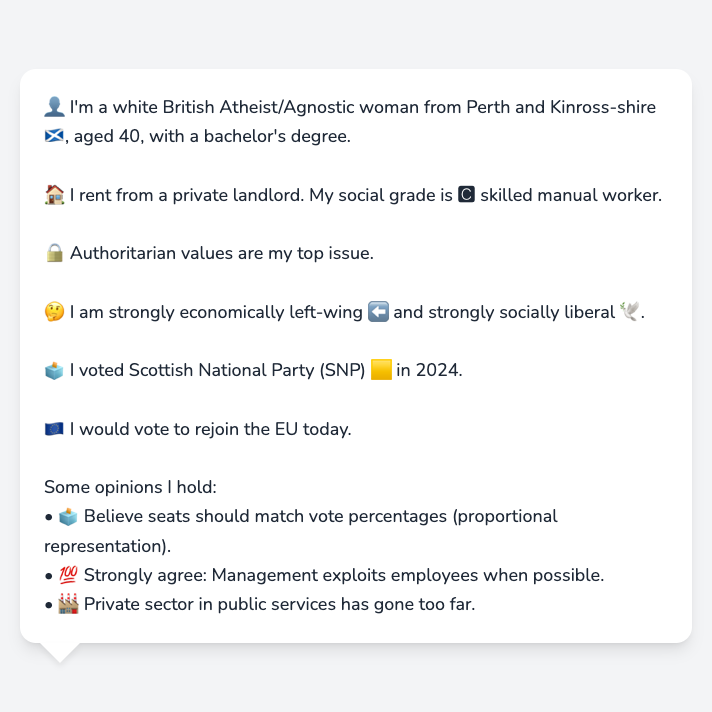 👤 I'm a white British Atheist/Agnostic woman from Perth and Kinross-shire
🏴󠁧󠁢󠁳󠁣󠁴󠁿, aged 40, with a bachelor's degree.
🏠 I rent from a private landlord. My social grade is 🅲 skilled manual worker.
🔒 Authoritarian values are my top issue.
🤔 I am strongly economically left-wing ⬅️ and strongly socially liberal 🕊️.
🗳️ I voted Scottish National Party (SNP) 🟨 in 2024.
🇪🇺 I would vote to rejoin the EU today.
Some opinions I hold:
• 🗳️ Believe seats should match vote percentages (proportional
representation).
• 💯 Strongly agree: Management exploits employees when possible.
• 🏭 Private sector in public services has gone too far.